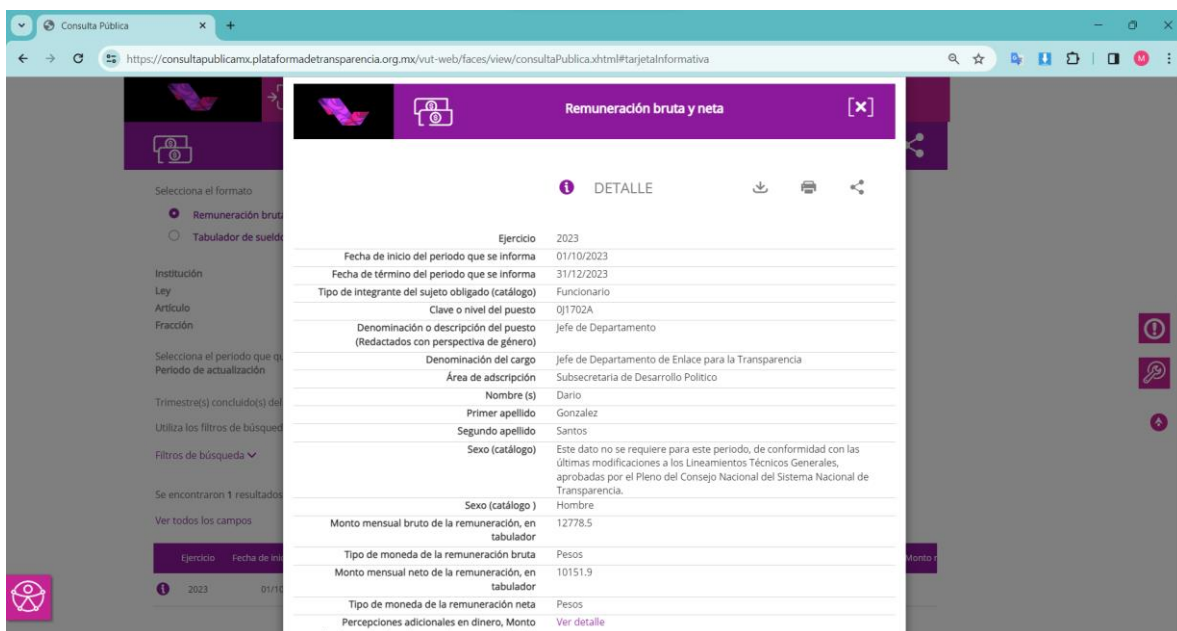 Consulta Pública
https://consultapublicamx.plataformadetransparencia.org.mx/vut-web/faces/view/consultaPublica.xhtml#tarjetaInformativa
M
Remuneración bruta y neta [×]
DETALLE
Selecciona el formato
Remuneración bruta
Tabulador de sueldo
Institución
Ley
Artículo
Fracción
Selecciona el periodo que qu
Periodo de actualización
Trimestre(s) concluido(s) del
Utiliza los filtros de búsqued
Filtros de búsqueda
Se encontraron 1 resultados
Ver todos los campos
Ejercicio Fecha de ini Monto
2023 01/10
Ejercicio 2023
Fecha de inicio del periodo que se informa 01/10/2023
Fecha de término del periodo que se informa 31/12/2023
Tipo de integrante del sujeto obligado (catálogo) Funcionario
Clave o nivel del puesto 0J1702A
Denominación o descripción del puesto Jefe de Departamento
(Redactados con perspectiva de género)
Denominación del cargo Jefe de Departamento de Enlace para la Transparencia
Área de adscripción Subsecretaria de Desarrollo Politico
Nombre (s) Dario
Primer apellido Gonzalez
Segundo apellido Santos
Sexo (catálogo) Este dato no se requiere para este periodo, de conformidad con las
últimas modificaciones a los Lineamientos Técnicos Generales,
aprobadas por el Pleno del Consejo Nacional del Sistema Nacional de
Transparencia.
Sexo (catálogo ) Hombre
Monto mensual bruto de la remuneración, en 12778.5
tabulador
Tipo de moneda de la remuneración bruta Pesos
Monto mensual neto de la remuneración, en 10151.9
tabulador
Tipo de moneda de la remuneración neta Pesos
Percepciones adicionales en dinero, Monto Ver detalle